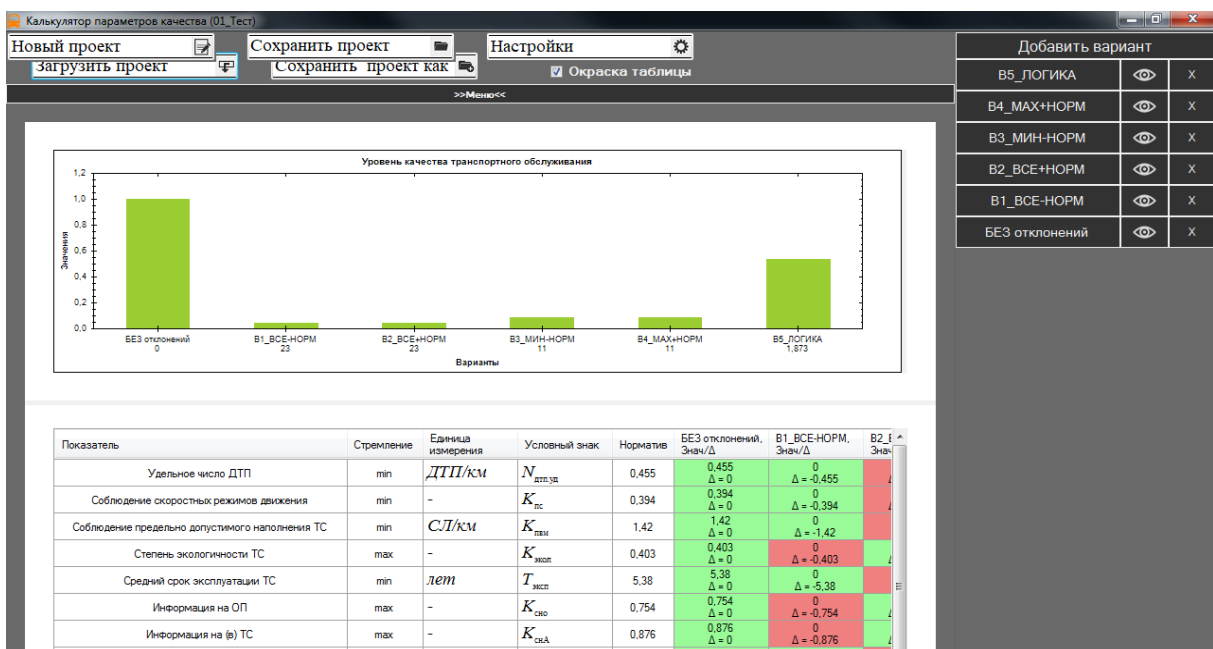 Калькулятор параметров качества (01_Тест)
Новый проект
Сохранить проект
Настройки
Загрузить проект
Сохранить проект как
Окраска таблицы
>>Меню<<
Добавить вариант
В5_ЛОГИКА X
В4_MAX+НОРМ X
В3_МИН-НОРМ X
В2_ВСЕ+НОРМ X
В1_ВСЕ-НОРМ X
БЕЗ отклонений X
Уровень качества транспортного обслуживания
1,2
1,0
0,8
0,6
0,4
0,2
0,0
Значения
БЕЗ отклонений В1_ВСЕ-НОРМ В2_ВСЕ+НОРМ В3_МИН-НОРМ В4_MAX+НОРМ В5_ЛОГИКА
0 23 23 11 11 1,873
Варианты
Показатель Стремление Единица измерения Условный знак Норматив БЕЗ отклонений, Знач/Δ В1_ВСЕ-НОРМ, Знач/Δ
Удельное число ДТП min ДТП/км Nдтп.уд 0,455 0,455 Δ = 0 0 Δ = -0,455
Соблюдение скоростных режимов движения min - Kпс 0,394 0,394 Δ = 0 0 Δ = -0,394
Соблюдение предельно допустимого наполнения ТС min СЛ/км Kпвм 1,42 1,42 Δ = 0 0 Δ = -1,42
Степень экологичности ТС max - Kэкол 0,403 0,403 Δ = 0 0 Δ = -0,403
Средний срок эксплуатации ТС min лет Tэксп 5,38 5,38 Δ = 0 0 Δ = -5,38
Информация на ОП max - Kсно 0,754 0,754 Δ = 0 0 Δ = -0,754
Информация на (в) ТС max - KснА 0,876 0,876 Δ = 0 0 Δ = -0,876